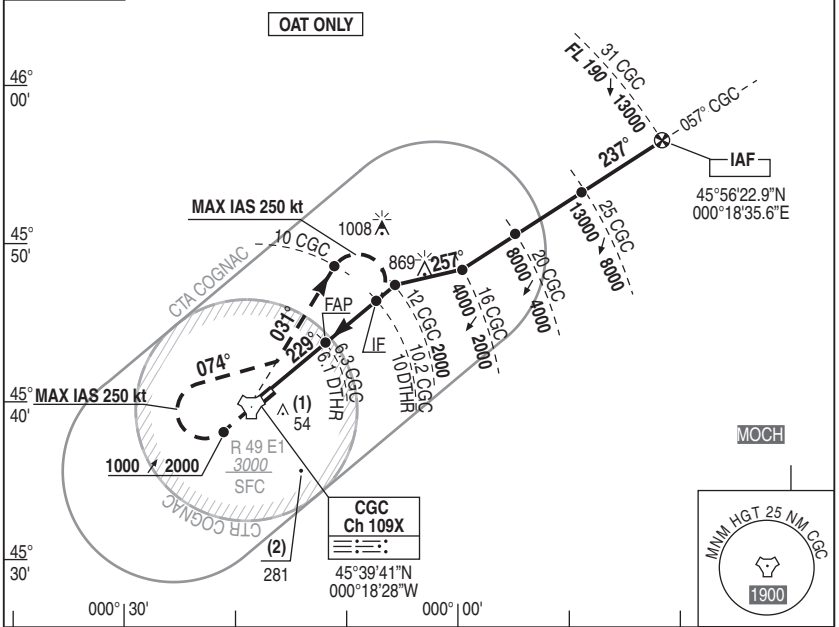 OAT ONLY
46°
00'
31 CGC
FL 190 → 13000
057° CGC
IAF
45°56'22.9"N
000°18'35.6"E
237°
25 CGC
13000 → 8000
20 CGC
8000 → 4000
16 CGC
4000 → 2000
257°
12 CGC 2000
10.2 CGC
10 DTHR
IF
MAX IAS 250 kt
1008
869
10 CGC
45°
50'
CTA COGNAC
FAP
6.3 CGC
6.1 DTHR
031°
229°
074°
45°
40'
MAX IAS 250 kt
(1)
54
1000 ↗ 2000
R 49 E1
3000
SFC
CTR COGNAC
(2)
281
CGC
Ch 109X
45°39'41"N
000°18'28"W
MOCH
MNM HGT 25 NM CGC
1900
45°
30'
000°30'
000°00'